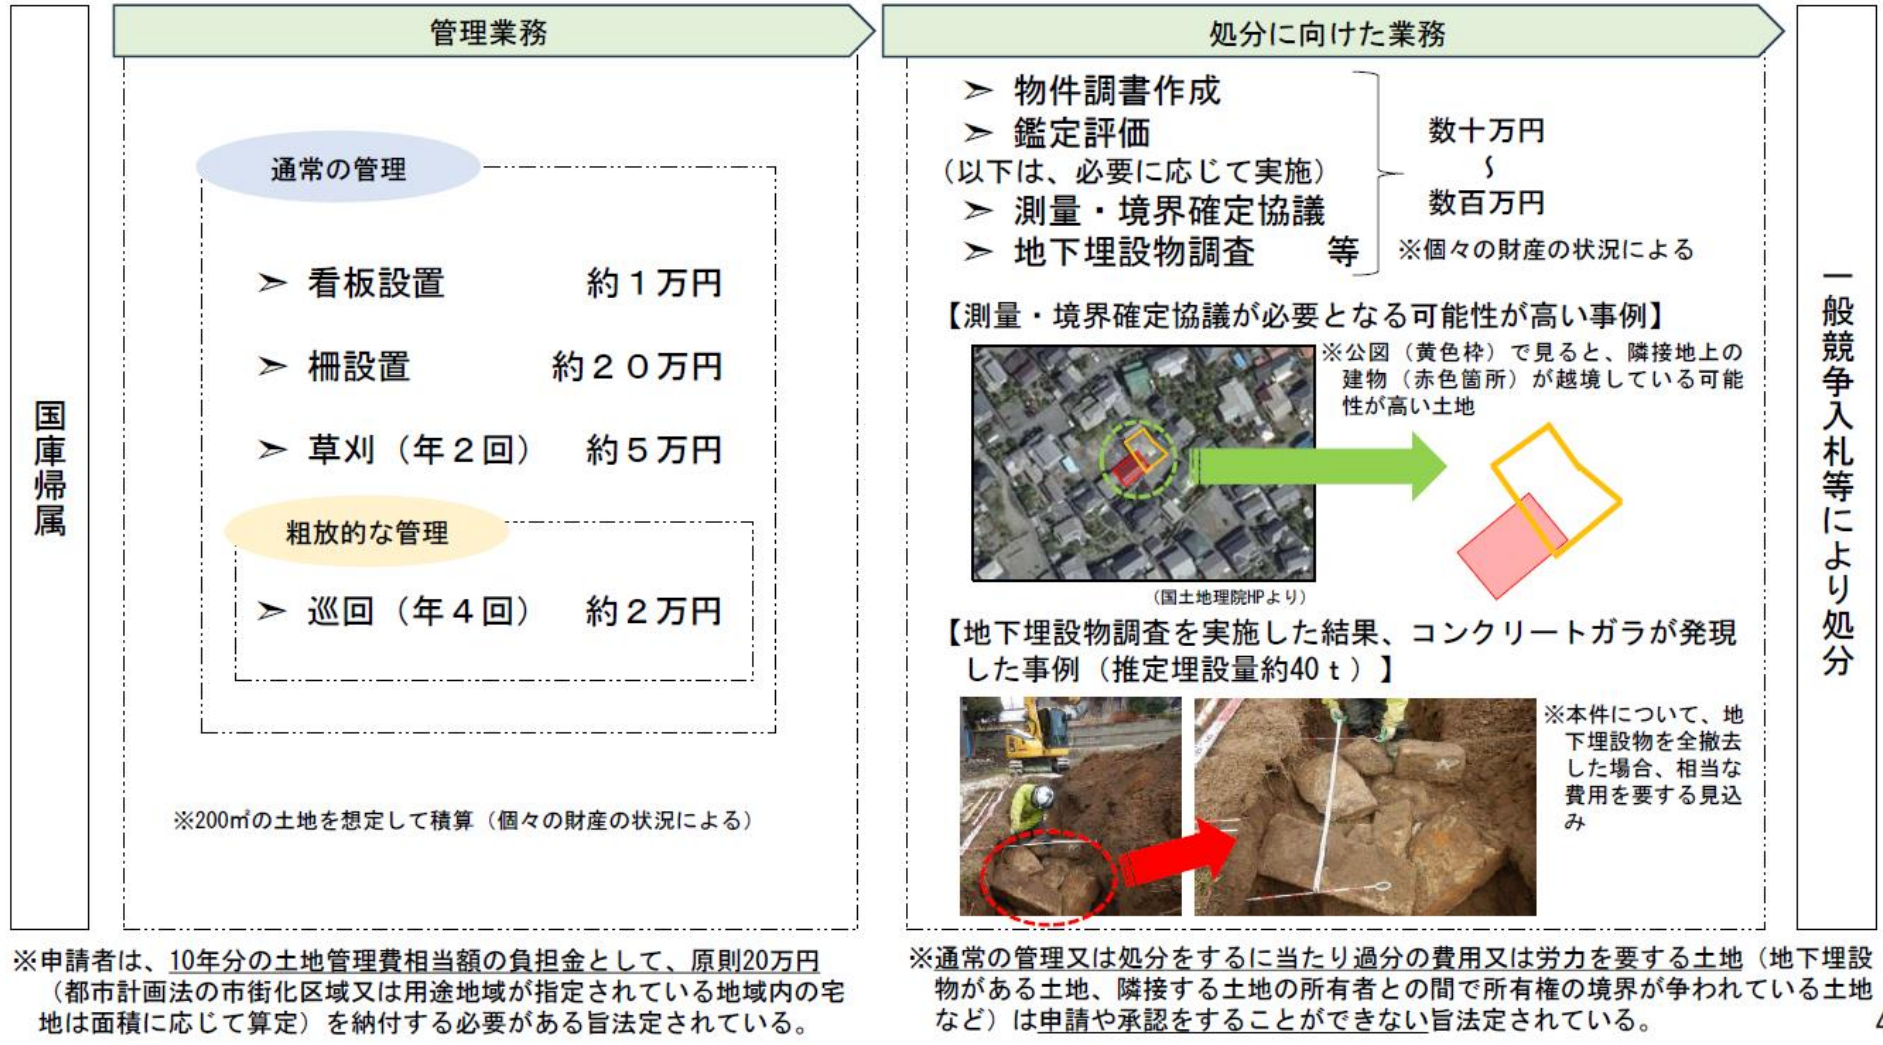 国庫帰属
管理業務
通常の管理
➢ 看板設置 約１万円
➢ 柵設置 約２０万円
➢ 草刈（年２回） 約５万円
粗放的な管理
➢ 巡回（年４回） 約２万円
※200㎡の土地を想定して積算（個々の財産の状況による）
処分に向けた業務
➢ 物件調書作成
➢ 鑑定評価
（以下は、必要に応じて実施）
➢ 測量・境界確定協議
➢ 地下埋設物調査 等
数十万円
～
数百万円
※個々の財産の状況による
【測量・境界確定協議が必要となる可能性が高い事例】
※公図（黄色枠）で見ると、隣接地上の
建物（赤色箇所）が越境している可能
性が高い土地
（国土地理院HPより）
【地下埋設物調査を実施した結果、コンクリートガラが発現
した事例（推定埋設量約40ｔ）】
※本件について、地
下埋設物を全撤去
した場合、相当な
費用を要する見込
み
一般競争入札等により処分
※申請者は、10年分の土地管理費相当額の負担金として、原則20万円
（都市計画法の市街化区域又は用途地域が指定されている地域内の宅
地は面積に応じて算定）を納付する必要がある旨法定されている。
※通常の管理又は処分をするに当たり過分の費用又は労力を要する土地（地下埋設
物がある土地、隣接する土地の所有者との間で所有権の境界が争われている土地
など）は申請や承認をすることができない旨法定されている。